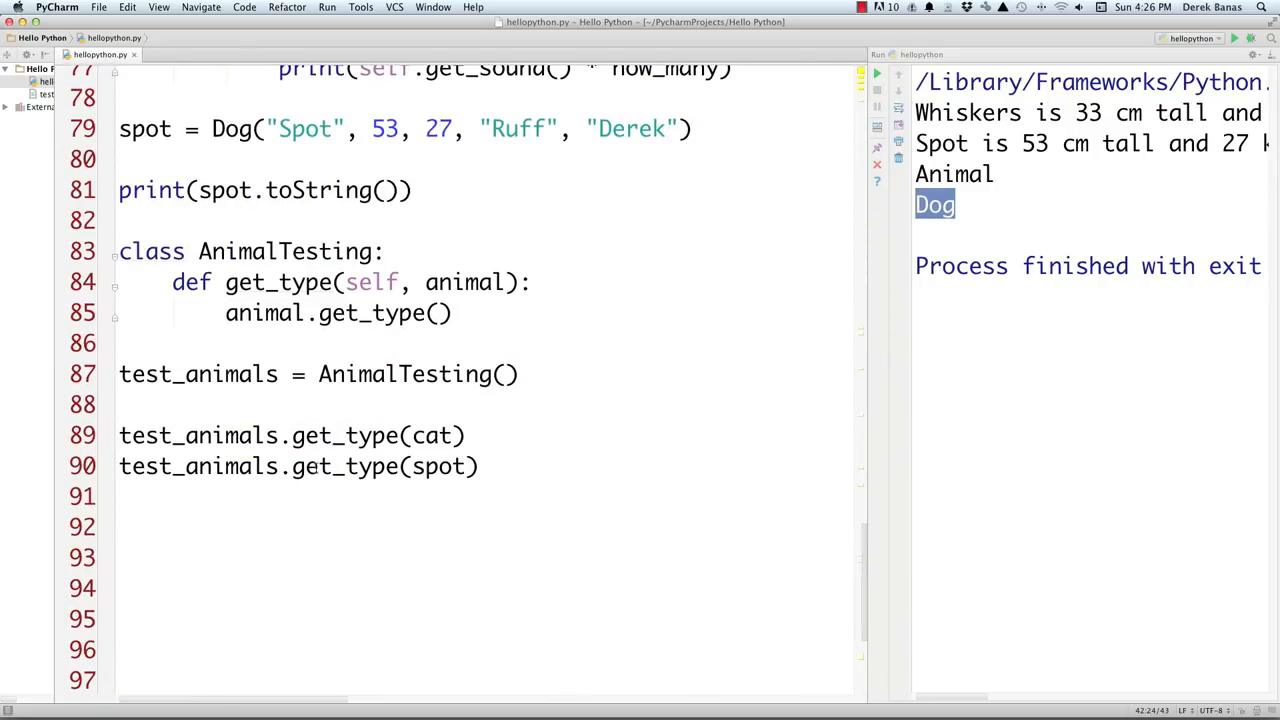 PyCharm File Edit View Navigate Code Refactor Run Tools VCS Window Help 10 Sun 4:26 PM Derek Banas
hellopython.py - Hello Python - [~/PycharmProjects/Hello Python]
Hello Python hellopython.py hellopython
hellopython.py Run hellopython
Hello P
hell
test
Externa
77 print(self.get_sound() * how_many)
78
79 spot = Dog("Spot", 53, 27, "Ruff", "Derek")
80
81 print(spot.toString())
82
83 class AnimalTesting:
84 def get_type(self, animal):
85 animal.get_type()
86
87 test_animals = AnimalTesting()
88
89 test_animals.get_type(cat)
90 test_animals.get_type(spot)
91
92
93
94
95
96
97
/Library/Frameworks/Python.
Whiskers is 33 cm tall and
Spot is 53 cm tall and 27 k
Animal
Dog
Process finished with exit
42:24/43 LF UTF-8